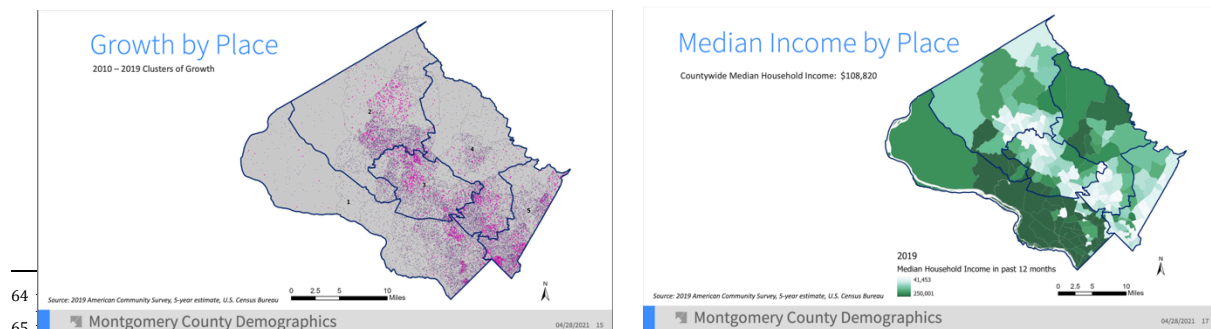 Growth by Place
2010 – 2019 Clusters of Growth
2
4
3
1
5
0 2.5 5 10
Miles
N
Source: 2019 American Community Survey, 5-year estimate, U.S. Census Bureau
Montgomery County Demographics
04/28/2021 15
64
65
Median Income by Place
Countywide Median Household Income: $108,820
2019
Median Household Income in past 12 months
41,453
250,001
0 2.5 5 10
Miles
N
Source: 2019 American Community Survey, 5-year estimate, U.S. Census Bureau
Montgomery County Demographics
04/28/2021 17